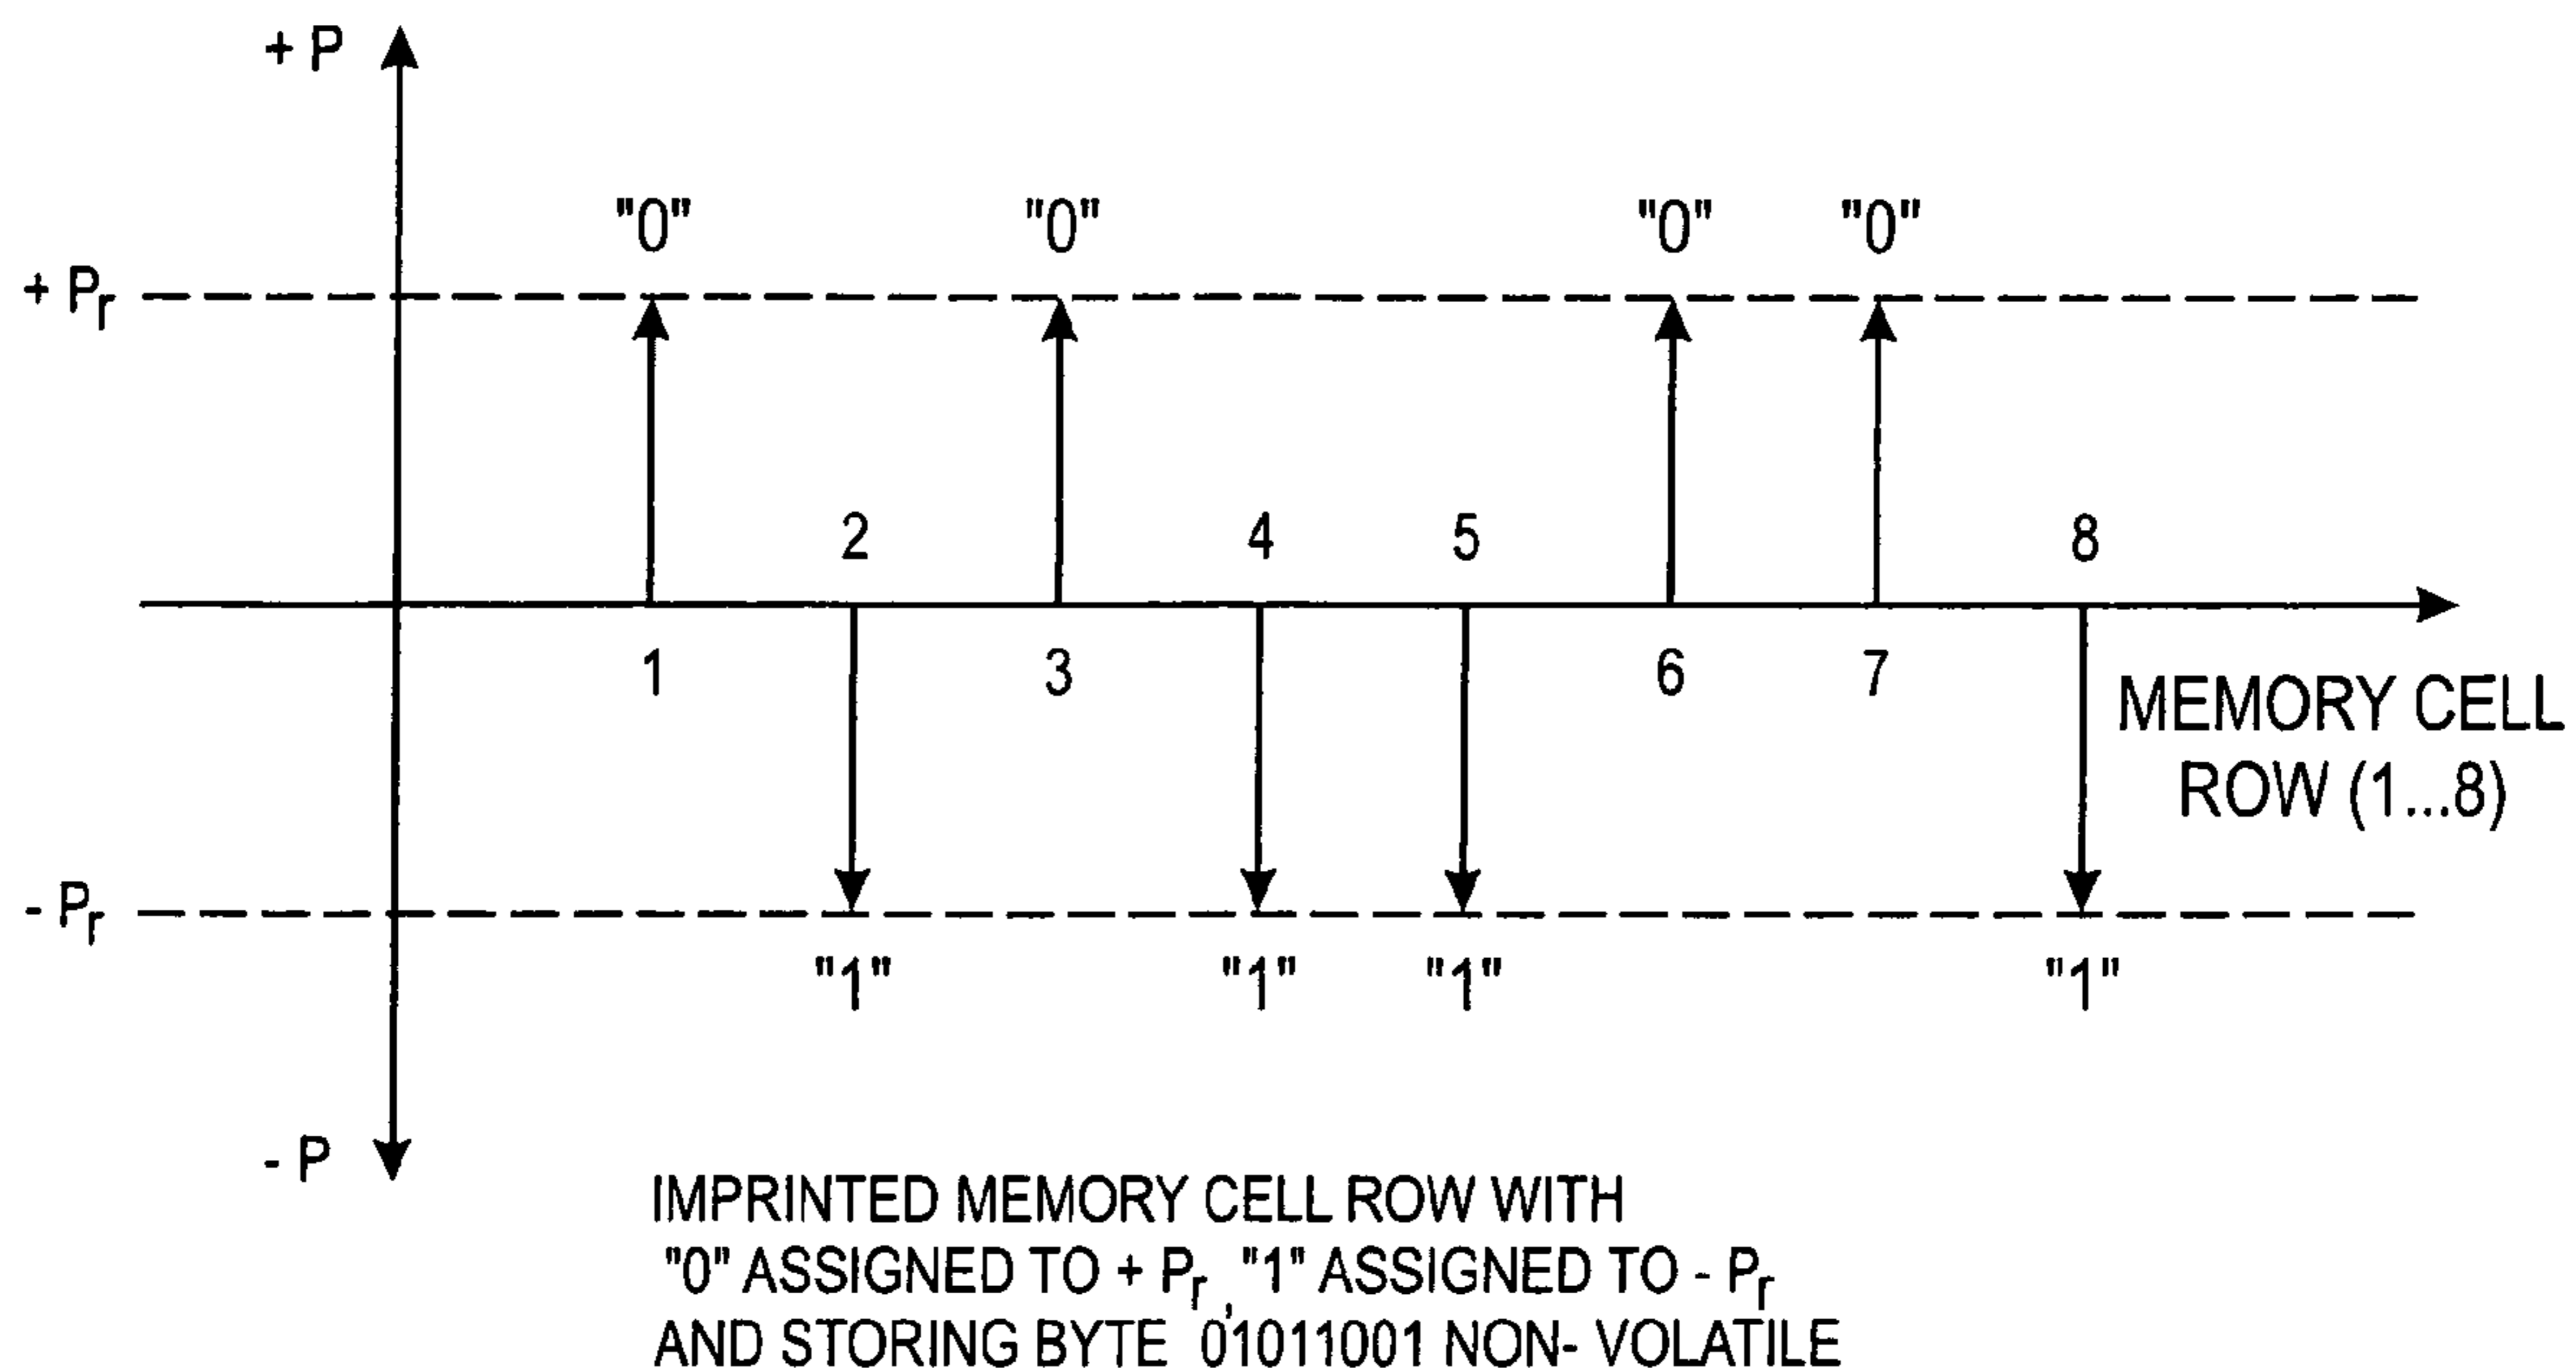 + P
"0" "0" "0" "0"
+ Pr
2 4 5 8
1 3 6 7
MEMORY CELL
ROW (1...8)
- Pr
"1" "1" "1" "1"
- P
IMPRINTED MEMORY CELL ROW WITH
"0" ASSIGNED TO + Pr, "1" ASSIGNED TO - Pr
AND STORING BYTE 01011001 NON- VOLATILE